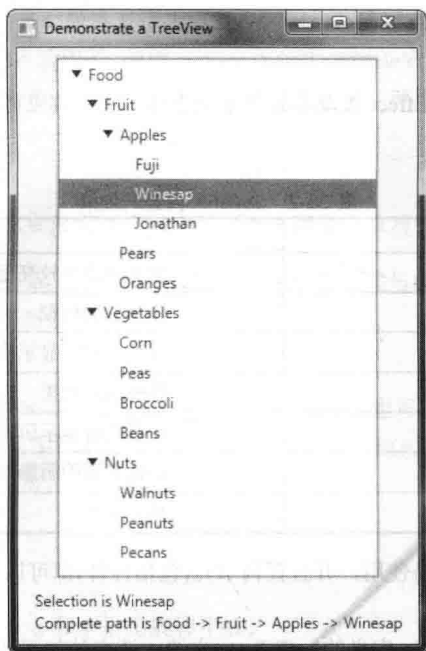 Demonstrate a TreeView
▼ Food
▼ Fruit
▼ Apples
Fuji
Winesap
Jonathan
Pears
Oranges
▼ Vegetables
Corn
Peas
Broccoli
Beans
▼ Nuts
Walnuts
Peanuts
Pecans
Selection is Winesap
Complete path is Food -> Fruit -> Apples -> Winesap